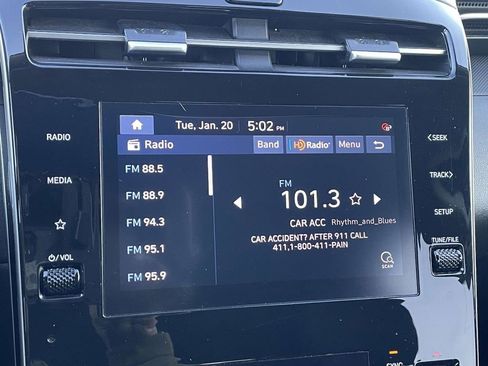 Tue, Jan. 20 5:02 PM
Radio Band HD Radio Menu
RADIO
MEDIA
VOL
FM 88.5
FM 88.9
FM 94.3
FM 95.1
FM 95.9
FM
101.3
CAR ACC Rhythm_and_Blues
CAR ACCIDENT? AFTER 911 CALL
411,1-800-411-PAIN
SCAN
SEEK
TRACK
SETUP
TUNE/FILE
SYNC